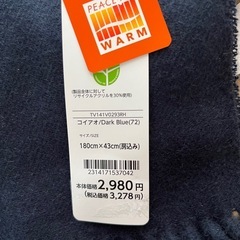 PEACE
WARM
(製品全体に対して
リサイクルアクリルを30%使用)
TV141V0293RH
コイアオ/Dark Blue(72)
サイズ/SIZE
180cm×43cm(房込み)
2314171537042
本体価格2,980円
(税込価格3,278円)